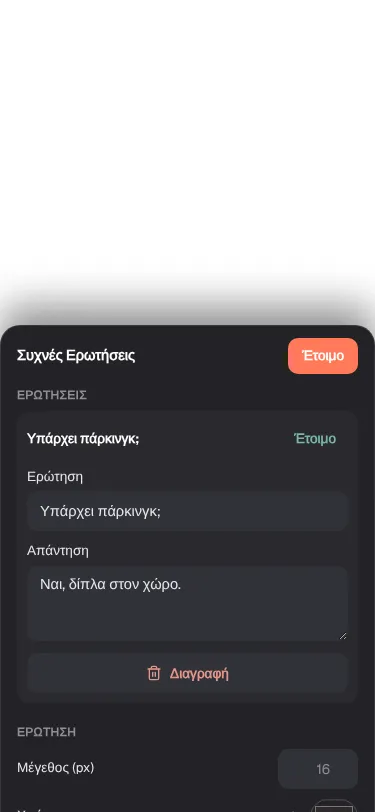 Συχνές Ερωτήσεις
Έτοιμο
ΕΡΩΤΗΣΕΙΣ
Υπάρχει πάρκινγκ;
Έτοιμο
Ερώτηση
Υπάρχει πάρκινγκ;
Απάντηση
Ναι, δίπλα στον χώρο.
Διαγραφή
ΕΡΩΤΗΣΗ
Μέγεθος (px)
16